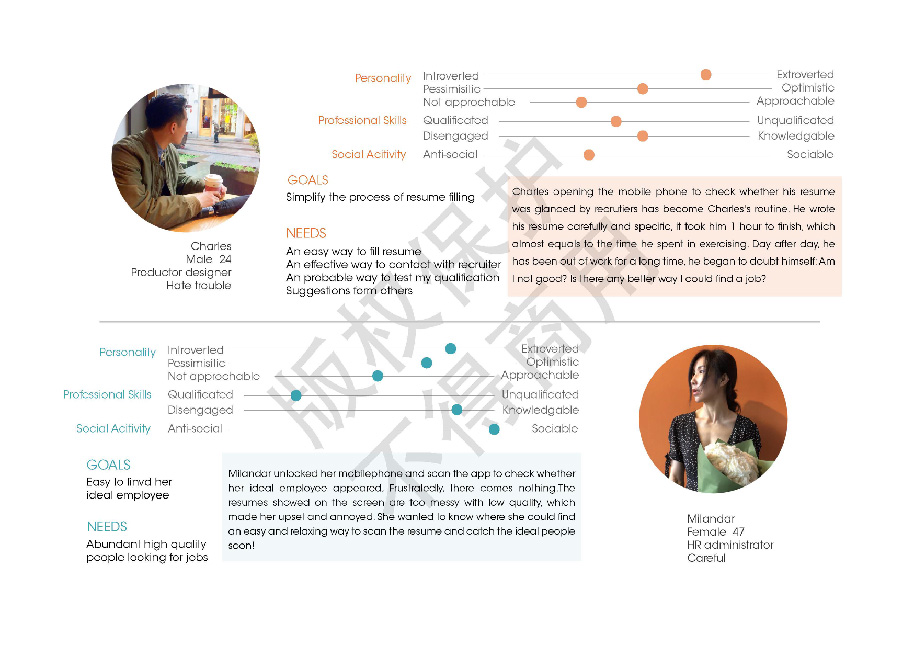 Personality
Introverted
Extroverted
Pessimisitic
Optimistic
Not approchable
Approachable
Professional Skills
Qualificated
Unqualificated
Disengaged
Knowledgable
Social Acitivity
Anti-social
Sociable
Charles
Male 24
Productor designer
Hate trouble
GOALS
Simplify the process of resume filling
NEEDS
An easy way to fill resume
An effective way to contact with recruiter
An probable way to test my qualification
Suggestions form others
Charles opening the mobile phone to check whether his resume
was glanced by recrutiers has become Charles's routine. He wrote
his resume carefully and specific, it took him 1 hour to finish, which
almost equals to the time he spent in exercising. Day after day, he
has been out of work for a long time, he began to doubt himself: Am
I not good? Is there any better way I could find a job?
Personality
Introverted
Extroverted
Pessimisitic
Optimistic
Not approchable
Approachable
Professional Skills
Qualificated
Unqualificated
Disengaged
Knowledgable
Social Acitivity
Anti-social
Sociable
GOALS
Easy to finvd her
ideal employee
NEEDS
Abundant high quality
people looking for jobs
Milandar unlocked her mobilephone and scan the app to check whether
her ideal employee appeared. Frustratedly, there comes nothing.The
resumes showed on the screen are too messy with low quality, which
made her upset and annoyed. She wanted to know where she could find
an easy and relaxing way to scan the resume and catch the ideal people
soon!
Milandar
Female 47
HR administrator
Careful
版权保护
不得商用